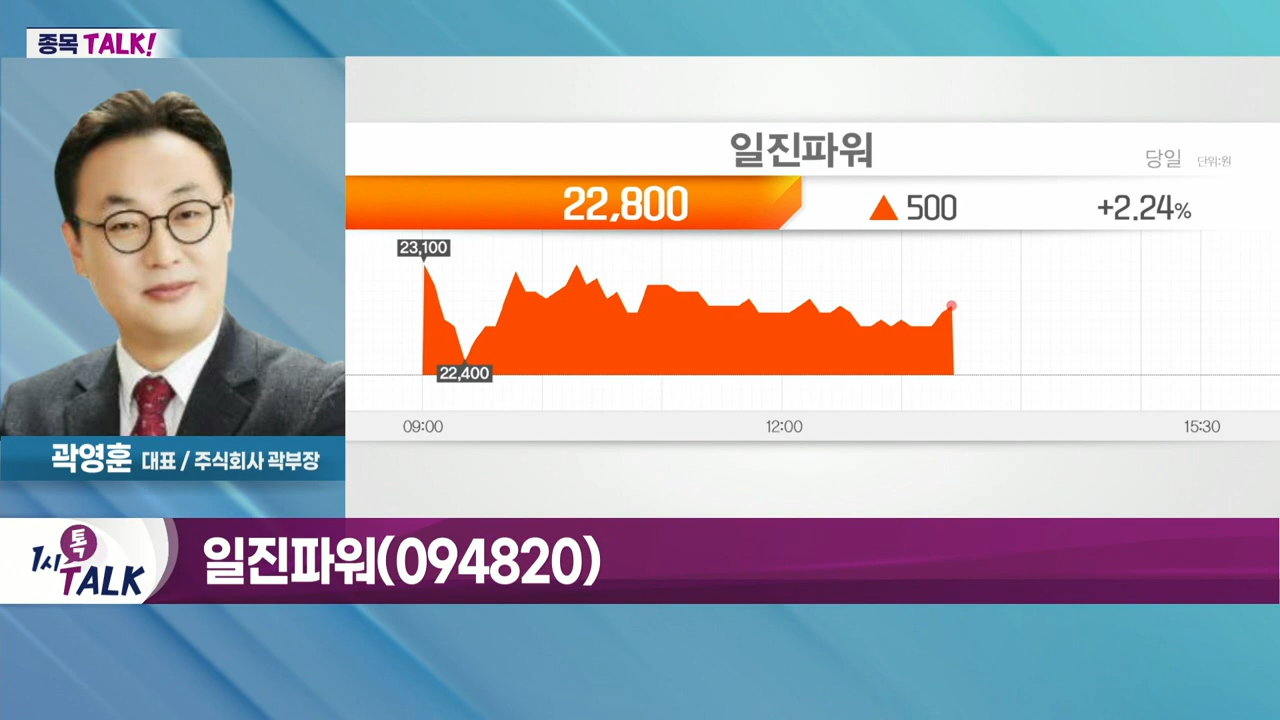 종목 TALK!
일진파워
당일 단위:원
22,800 ▲ 500 +2.24%
23,100
22,400
09:00 12:00 15:30
곽영훈 대표 / 주식회사 곽부장
1시 톡 TALK
일진파워(094820)